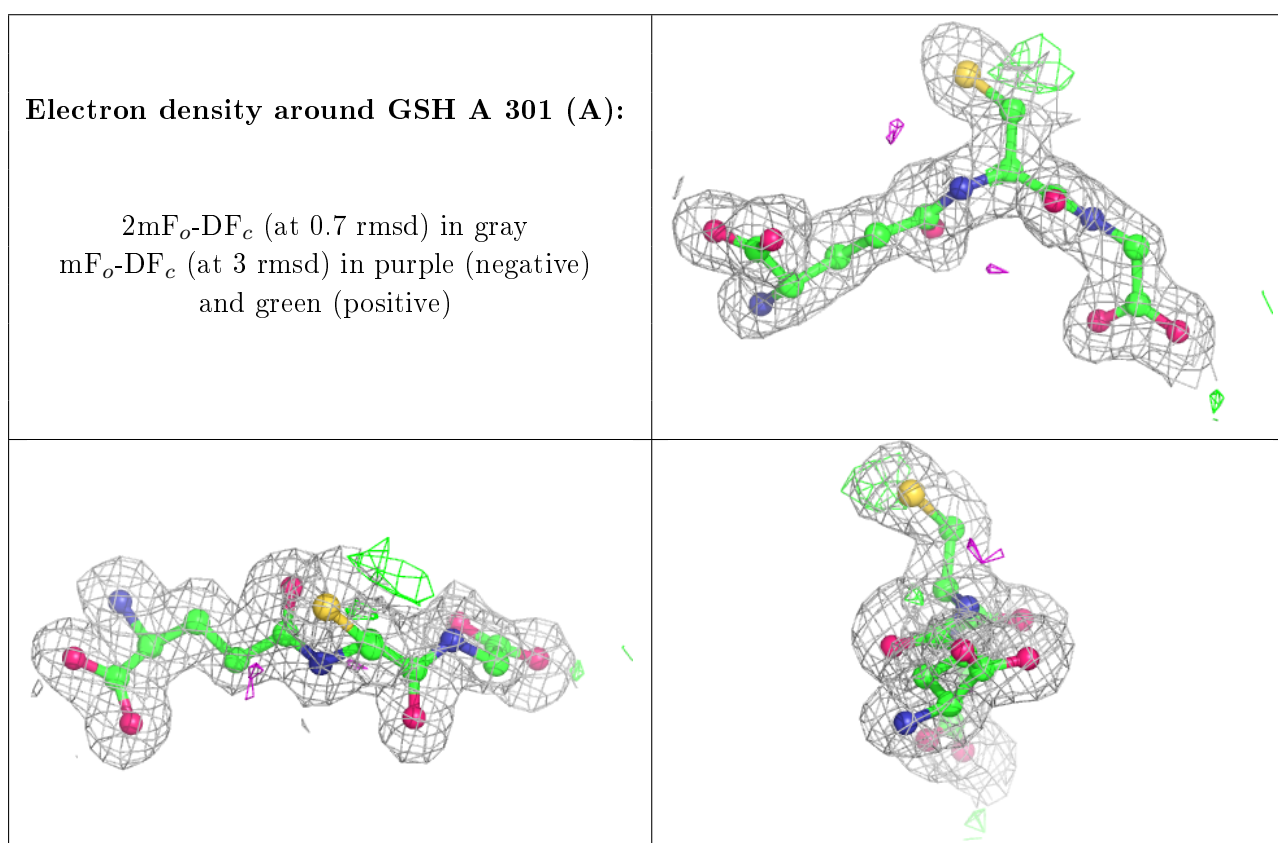 Electron density around GSH A 301 (A):
2mFo-DFc (at 0.7 rmsd) in gray
mFo-DFc (at 3 rmsd) in purple (negative)
and green (positive)